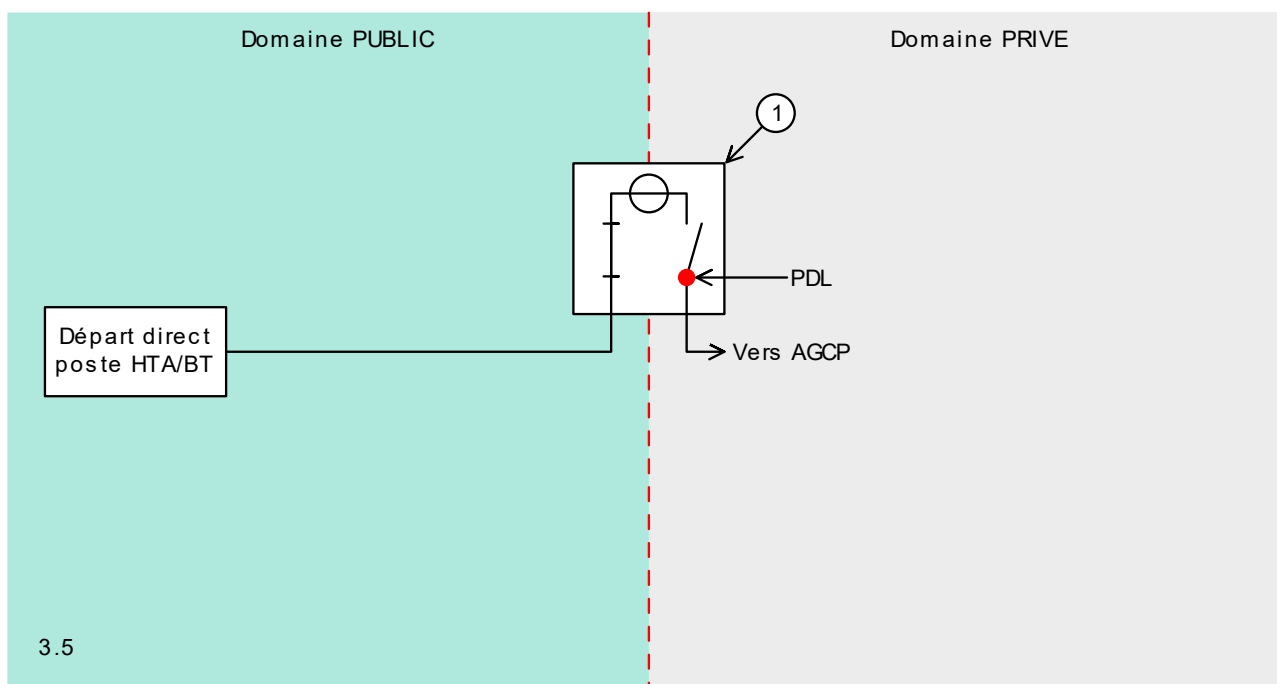 Domaine PUBLIC
Domaine PRIVE
1
PDL
Départ direct
poste HTA/BT
Vers AGCP
3.5